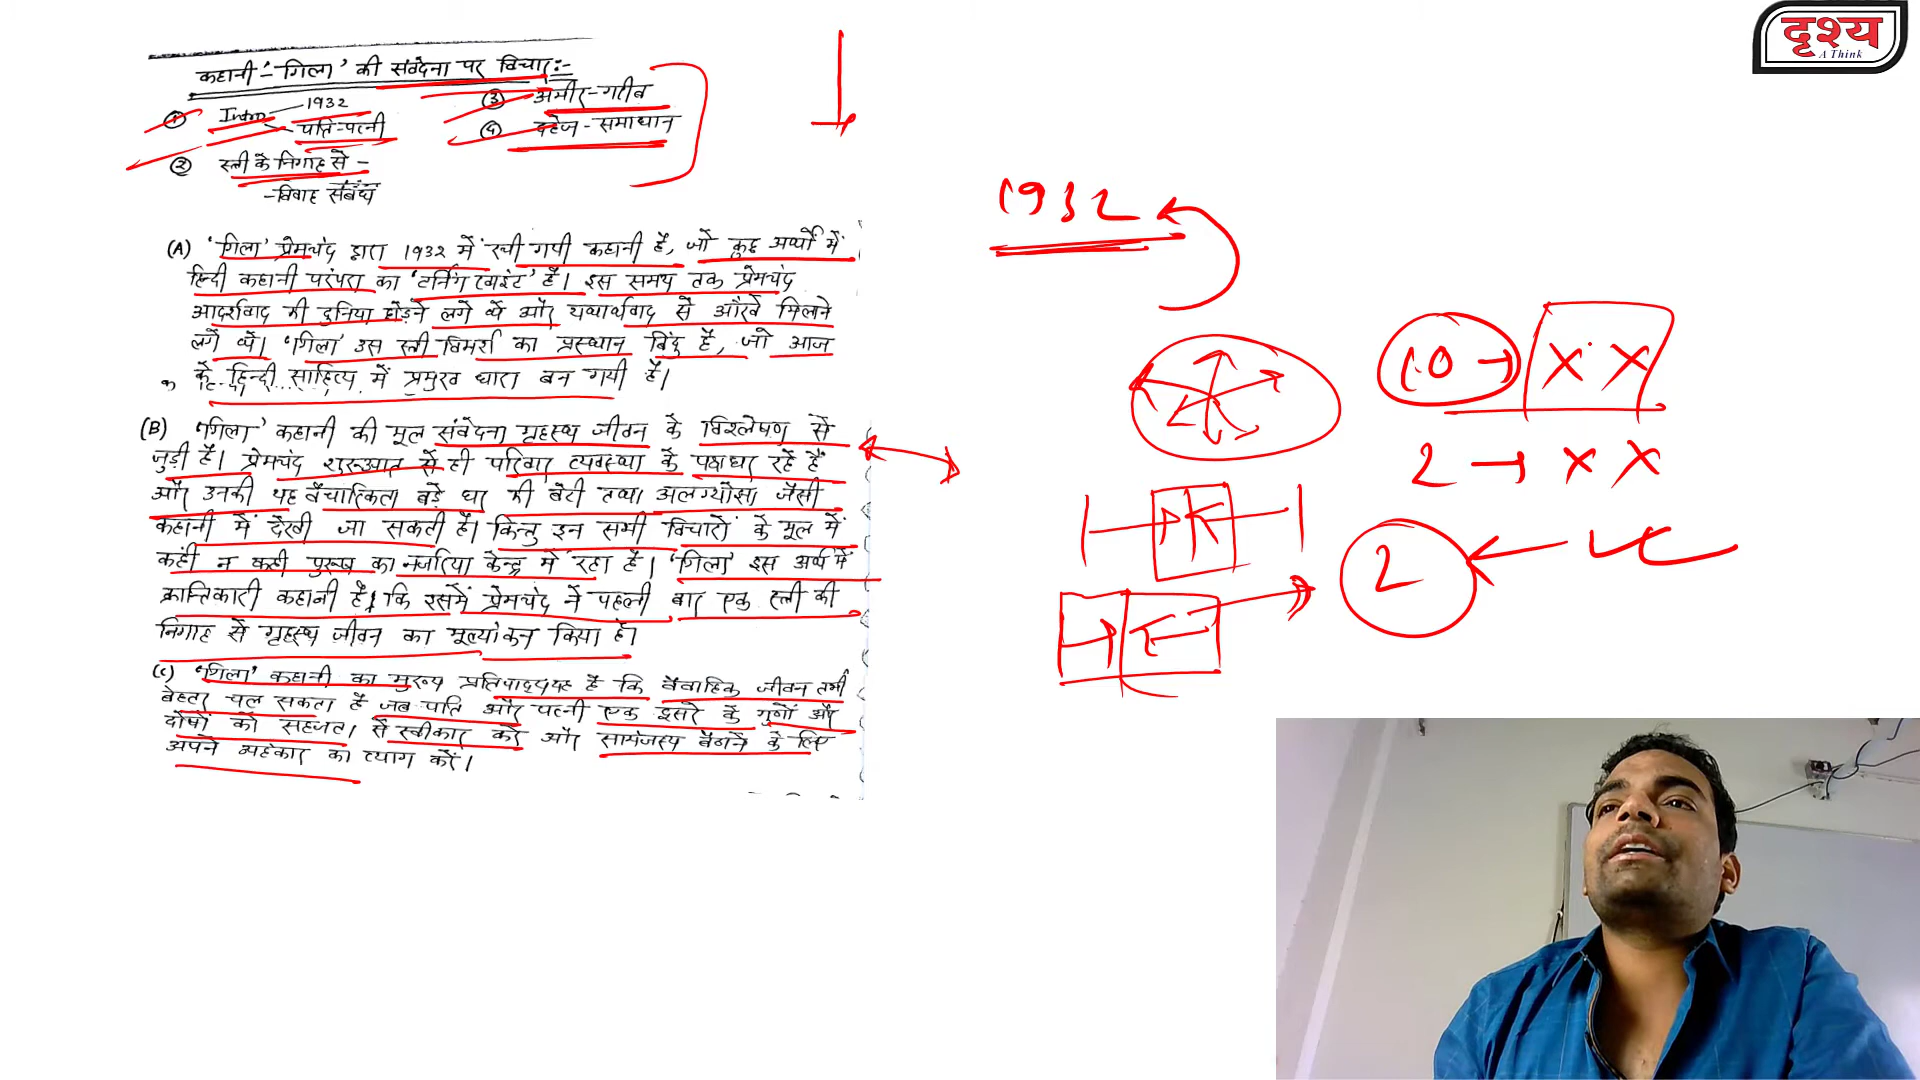 कहानी - 'गिला' की संवेदना पर विचार :-
① Intro - 1932
- पति-पत्नी
② स्त्री के निगाह से -
- विवाह संबंध
③ अमीर-गरीब
④ दहेज - समाधान
(A) 'गिला' प्रेमचंद द्वारा 1932 में रची गयी कहानी है, जो कुछ अर्थों में
हिन्दी कहानी परंपरा का 'टर्निंग प्वाइंट' है। इस समय तक प्रेमचंद
आदर्शवाद की दुनिया छोड़ने लगे थे और यथार्थवाद से आँखें मिलाने
लगे थे। 'गिला' उस स्त्री विमर्श का प्रस्थान बिंदु है, जो आज
के हिन्दी साहित्य में प्रमुख धारा बन गयी है।
(B) 'गिला' कहानी की मूल संवेदना गृहस्थ जीवन के विश्लेषण से
जुड़ी है। प्रेमचंद शुरूआत से ही परिवार व्यवस्था के पक्षधर रहे हैं
और उनकी यह वैचारिकता बड़े घर की बेटी तथा अलग्योझा जैसी
कहानी में देखी जा सकती है। किन्तु इन सभी विचारों के मूल में
कहीं न कहीं पुरुष का नजरिया केन्द्र में रहा है। 'गिला' इस अर्थ में
क्रान्तिकारी कहानी है कि इसमें प्रेमचंद ने पहली बार एक स्त्री की
निगाह से गृहस्थ जीवन का मूल्यांकन किया है।
(C) 'गिला' कहानी का मुख्य प्रतिपाद्य यह है कि वैवाहिक जीवन तभी
बेहतर चल सकता है जब पति और पत्नी एक दूसरे के गुणों और
दोषों को सहजता से स्वीकार करें और सामंजस्य बैठाने के लिए
अपने अहंकार का त्याग करें।
1932
10 → X X
2 → X X
2
दृश्य
A Think